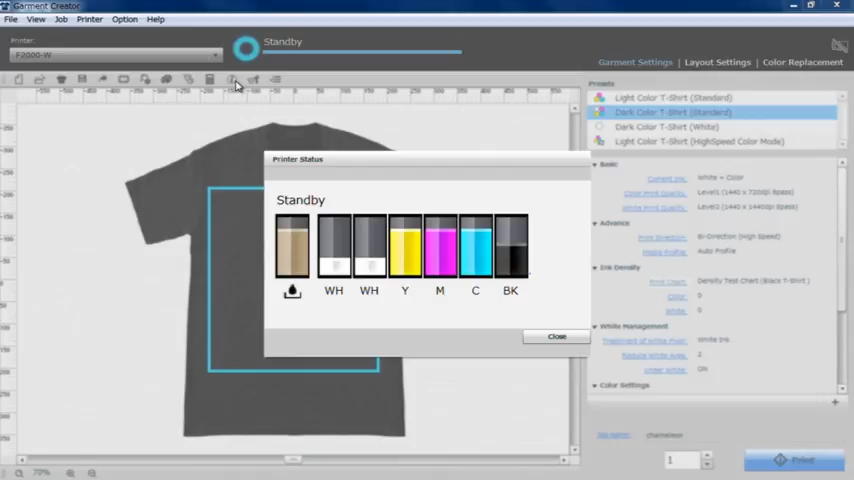 Garment Creator
File View Job Printer Option Help
Printer:
F2000-W
Standby
Garment Settings | Layout Settings | Color Replacement
Presets
Light Color T-Shirt (Standard)
Dark Color T-Shirt (Standard)
Dark Color T-Shirt (White)
Light Color T-Shirt (HighSpeed Color Mode)
Printer Status
Standby
WH WH Y M C BK
Close
Basic
Current Ink: White + Color
Color Print Quality: Level1 (1440 x 720dpi 8pass)
White Print Quality: Level2 (1440 x 1440dpi
Advance
Print Direction: Bi-Direction (High Speed)
Media Profile: Auto Profile
Ink Density
Print Chart: Density Test Chart (Black T-Shirt )
Color: 0
White: 0
White Management
Treatment of White Pixel: White Ink
Reduce White Area: 2
Under White: ON
Color Settings
Job Name: chameleon
1
Print
70%